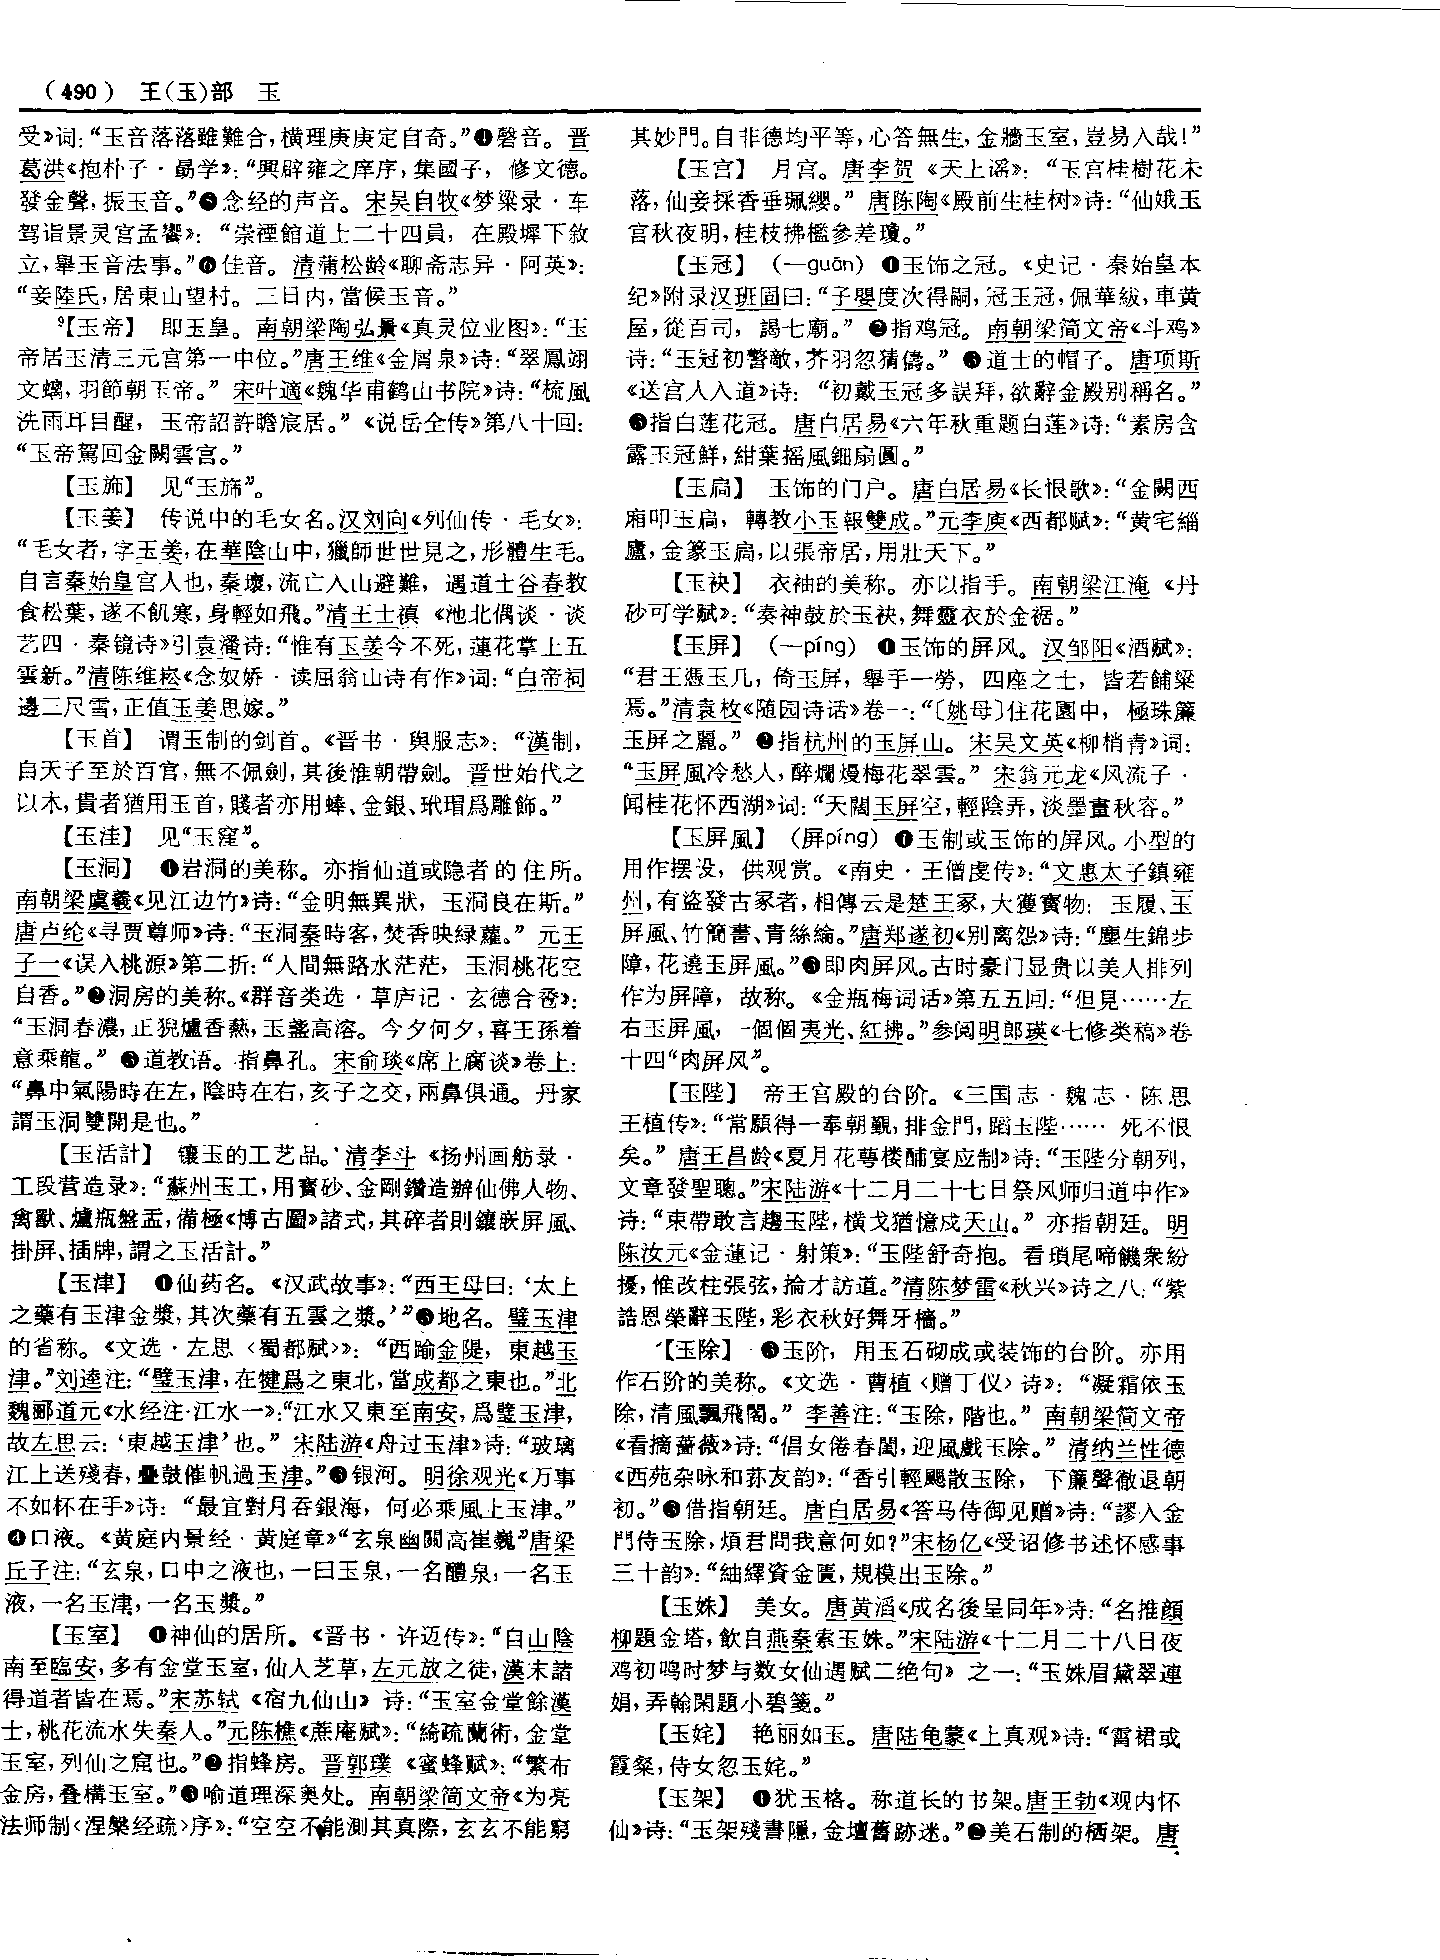 (490) 王(玉)部 玉
受》词:“玉音落落雖難合,横理庚庚定自奇。”❹磬音。晋
葛洪《抱朴子·勗学》:“興辟雍之庠序,集國子,修文德。
發金聲,振玉音。”❺念经的声音。宋吴自牧《梦粱录·车
驾诣景灵宫孟饗》:“崇禋館道士二十四員,在殿墀下敘
立,舉玉音法事。”❻佳音。清蒲松龄《聊斋志异·阿英》:
“妾陸氏,居東山望村。三日内,當候玉音。”
9【玉帝】 即玉皇。南朝梁陶弘景《真灵位业图》:“玉
帝居玉清三元宫第一中位。”唐王维《金屑泉》诗:“翠鳳翊
文螭,羽節朝玉帝。”宋叶適《魏华甫鹤山书院》诗:“梳風
洗雨耳目醒,玉帝詔許瞻宸居。”《说岳全传》第八十回:
“玉帝駕回金闕雲宫。”
【玉斾】 见“玉旆”。
【玉姜】 传说中的毛女名。汉刘向《列仙传·毛女》:
“毛女者,字玉姜,在華陰山中,獵師世世見之,形體生毛。
自言秦始皇宫人也,秦壞,流亡入山避難,遇道士谷春教
食松葉,遂不飢寒,身輕如飛。”清王士禛《池北偶谈·谈
艺四·秦镜诗》引袁潘诗:“惟有玉姜今不死,蓮花掌上五
雲新。”清陈维崧《念奴娇·读屈翁山诗有作》词:“白帝祠
邊三尺雪,正值玉姜思嫁。”
【玉首】 谓玉制的剑首。《晋书·舆服志》:“漢制,
自天子至於百官,無不佩劍,其後惟朝帶劍。晋世始代之
以木,貴者猶用玉首,賤者亦用蜯、金銀、玳瑁爲雕飾。”
【玉洼】 见“玉窪”。
【玉洞】 ❶岩洞的美称。亦指仙道或隐者的住所。
南朝梁虞羲《见江边竹》诗:“金明無異狀,玉洞良在斯。”
唐卢纶《寻贾尊师》诗:“玉洞秦時客,焚香映緑蘿。”元王
子一《误入桃源》第二折:“人間無路水茫茫,玉洞桃花空
自香。”❷洞房的美称。《群音类选·草庐记·玄德合卺》:
“玉洞春濃,正猊爐香爇,玉盞高溶。今夕何夕,喜王孫着
意乘龍。”❸道教语。指鼻孔。宋俞琰《席上腐谈》卷上:
“鼻中氣陽時在左,陰時在右,亥子之交,兩鼻俱通。丹家
謂玉洞雙開是也。”
【玉活計】 镶玉的工艺品。清李斗《扬州画舫录·
工段营造录》:“蘇州玉工,用寳砂、金剛鑽造辦仙佛人物、
禽獸、爐瓶盤盂,備極《博古圖》諸式,其碎者則鑲嵌屏風、
掛屏、插牌,謂之玉活計。”
【玉津】 ❶仙药名。《汉武故事》:“西王母曰:‘太上
之藥有玉津金漿,其次藥有五雲之漿。’”❷地名。璧玉津
的省称。《文选·左思〈蜀都赋〉》:“西踰金隄,東越玉
津。”刘逵注:“璧玉津,在犍爲之東北,當成都之東也。”北
魏郦道元《水经注·江水一》:“江水又東至南安,爲璧玉津,
故左思云:‘東越玉津’也。”宋陆游《舟过玉津》诗:“玻璃
江上送殘春,疊鼓催帆過玉津。”❸银河。明徐观光《万事
不如杯在手》诗:“最宜對月吞銀海,何必乘風上玉津。”
❹口液。《黄庭内景经·黄庭章》“玄泉幽闕高崔巍”唐梁
丘子注:“玄泉,口中之液也,一曰玉泉,一名醴泉,一名玉
液,一名玉津,一名玉漿。”
【玉室】 ❶神仙的居所。《晋书·许迈传》:“自山陰
南至臨安,多有金堂玉室,仙人芝草,左元放之徒,漢末諸
得道者皆在焉。”宋苏轼《宿九仙山》诗:“玉室金堂餘漢
士,桃花流水失秦人。”元陈樵《蔗庵赋》:“綺疏蘭術,金堂
玉室,列仙之窟也。”❷指蜂房。晋郭璞《蜜蜂赋》:“繁布
金房,叠構玉室。”❸喻道理深奥处。南朝梁简文帝《为亮
法师制〈涅槃经疏〉序》:“空空不能測其真際,玄玄不能窮
其妙門。自非德均平等,心答無生,金牆玉室,豈易入哉!”
【玉宫】 月宫。唐李贺《天上谣》:“玉宫桂樹花未
落,仙妾採香垂珮纓。”唐陈陶《殿前生桂树》诗:“仙娥玉
宫秋夜明,桂枝拂檻參差瓊。”
【玉冠】 (—guān) ❶玉饰之冠。《史记·秦始皇本
纪》附录汉班固曰:“子嬰度次得嗣,冠玉冠,佩華紱,車黄
屋,從百司,謁七廟。”❷指鸡冠。南朝梁简文帝《斗鸡》
诗:“玉冠初警敵,芥羽忽猜儔。”❸道士的帽子。唐项斯
《送宫人入道》诗:“初戴玉冠多誤拜,欲辭金殿别稱名。”
❹指白莲花冠。唐白居易《六年秋重题白莲》诗:“素房含
露玉冠鮮,紺葉摇風鈿扇圓。”
【玉扃】 玉饰的门户。唐白居易《长恨歌》:“金闕西
廂叩玉扃,轉教小玉報雙成。”元李庾《西都赋》:“黄宅緇
廬,金篆玉扃,以張帝居,用壯天下。”
【玉袂】 衣袖的美称。亦以指手。南朝梁江淹《丹
砂可学赋》:“奏神鼓於玉袂,舞靈衣於金裾。”
【玉屏】 (—píng) ❶玉饰的屏风。汉邹阳《酒赋》:
“君王憑玉几,倚玉屏,舉手一勞,四座之士,皆若餔粱
焉。”清袁枚《随园诗话》卷一:“〔姚母〕住花園中,極珠簾
玉屏之麗。”❷指杭州的玉屏山。宋吴文英《柳梢青》词:
“玉屏風冷愁人,醉爛熳梅花翠雲。”宋翁元龙《风流子·
闻桂花怀西湖》词:“天闊玉屏空,輕陰弄,淡墨畫秋容。”
【玉屏風】 (屏píng) ❶玉制或玉饰的屏风。小型的
用作摆设,供观赏。《南史·王僧虔传》:“文惠太子鎮雍
州,有盗發古冢者,相傳云是楚王冢,大獲寳物:玉履、玉
屏風、竹簡書、青絲綸。”唐郑遂初《别离怨》诗:“塵生錦步
障,花遶玉屏風。”❷即肉屏风。古时豪门显贵以美人排列
作为屏障,故称。《金瓶梅词话》第五五回:“但見……左
右玉屏風,一個個夷光、紅拂。”参阅明郎瑛《七修类稿》卷
十四“肉屏风”。
【玉陛】 帝王宫殿的台阶。《三国志·魏志·陈思
王植传》:“常願得一奉朝覲,排金門,蹈玉陛……死不恨
矣。”唐王昌龄《夏月花萼楼酺宴应制》诗:“玉陛分朝列,
文章發聖聰。”宋陆游《十二月二十七日祭风师归道中作》
诗:“束帶敢言趨玉陛,横戈猶憶戍天山。”亦指朝廷。明
陈汝元《金蓮记·射策》:“玉陛舒奇抱。看瑣尾啼饑衆紛
擾,惟改柱張弦,掄才訪道。”清陈梦雷《秋兴》诗之八:“紫
誥恩榮辭玉陛,彩衣秋好舞牙檣。”
【玉除】 ❶玉阶,用玉石砌成或装饰的台阶。亦用
作石阶的美称。《文选·曹植〈赠丁仪〉诗》:“凝霜依玉
除,清風飄飛閣。”李善注:“玉除,階也。”南朝梁简文帝
《看摘薔薇》诗:“倡女倦春閨,迎風戲玉除。”清纳兰性德
《西苑杂咏和荪友韵》:“香引輕颸散玉除,下簾聲徹退朝
初。”❷借指朝廷。唐白居易《答马侍御见赠》诗:“謬入金
門侍玉除,煩君問我意何如?”宋杨亿《受诏修书述怀感事
三十韵》:“紬繹資金匱,規模出玉除。”
【玉姝】 美女。唐黄滔《成名後呈同年》诗:“名推顔
柳題金塔,飲自燕秦索玉姝。”宋陆游《十二月二十八日夜
鸡初鸣时梦与数女仙遇赋二绝句》之一:“玉姝眉黛翠連
娟,弄翰閑題小碧箋。”
【玉姹】 艳丽如玉。唐陆龟蒙《上真观》诗:“霄裙或
霞粲,侍女忽玉姹。”
【玉架】 ❶犹玉格。称道长的书架。唐王勃《观内怀
仙》诗:“玉架殘書隱,金壇舊跡迷。”❷美石制的栖架。唐